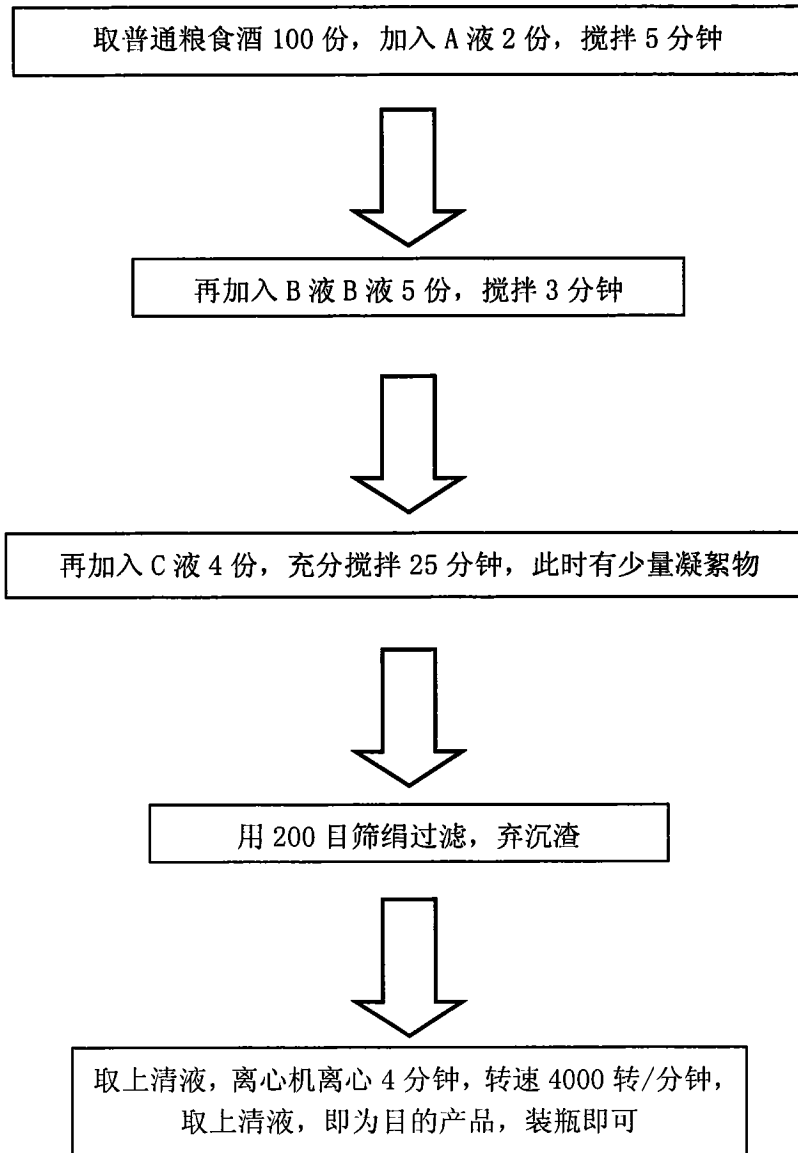 取普通粮食酒 100 份，加入 A 液 2 份，搅拌 5 分钟
再加入 B 液 B 液 5 份，搅拌 3 分钟
再加入 C 液 4 份，充分搅拌 25 分钟，此时有少量凝絮物
用 200 目筛绢过滤，弃沉渣
取上清液，离心机离心 4 分钟，转速 4000 转/分钟，
取上清液，即为目的产品，装瓶即可